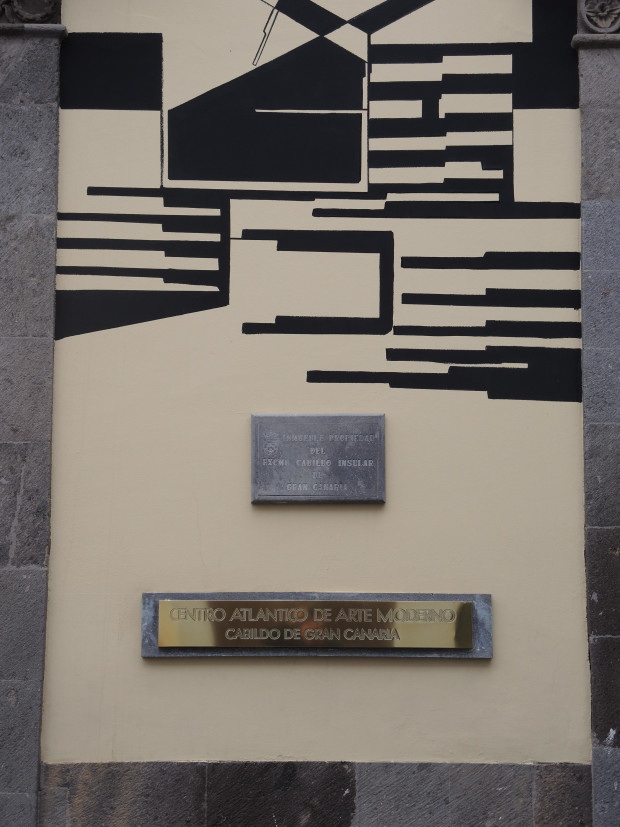 INMUEBLE PROPIEDAD
DEL
EXCMO CABILDO INSULAR
DE
GRAN CANARIA
CENTRO ATLANTICO DE ARTE MODERNO
CABILDO DE GRAN CANARIA